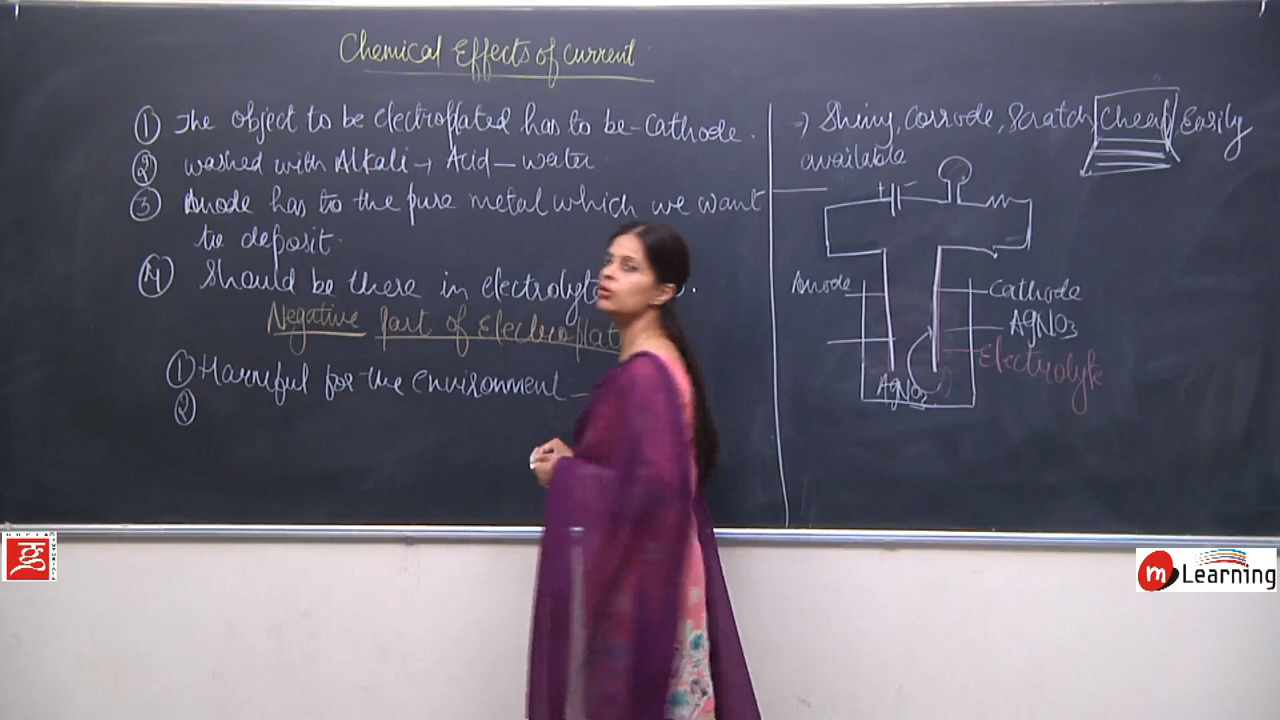 Chemical Effects of current
① The object to be electroplated has to be - Cathode.
② washed with Alkali → Acid - water
③ Anode has to the pure metal which we want
to deposit.
④ Should be there in electrolyte
Negative part of Electroplat
① Harmful for the environment -
②
→ Shiny, Corrode, Scratch, Cheap, Easily
available
+ -
Anode
Cathode
AgNO3
Electrolyte
AgNO3
GUPTA TUTORIALS
m Learning